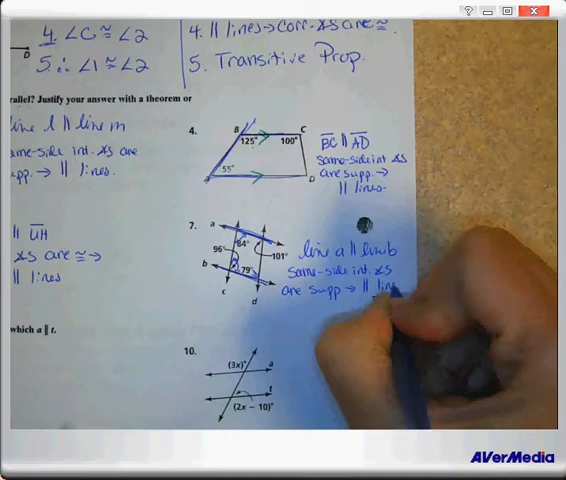 4. ∠C ≅ ∠2
5. ∴ ∠1 ≅ ∠2
4. || lines → corr. ∠s are ≅
5. Transitive Prop.
D
rallel? Justify your answer with a theorem or
line l || line m
ame-side int. ∠s are
supp → || lines.
4.
B
C
125°
100°
55°
D
BC || AD
same-side int ∠s
are supp. →
|| lines.
|| UH
∠s are ≅ →
|| lines
7.
a
84°
96°
101°
b
79°
c
d
line a || line b
same-side int. ∠s
are supp → || line
which a || t.
10.
(3x)°
a
t
(2x − 10)°
AVerMedia